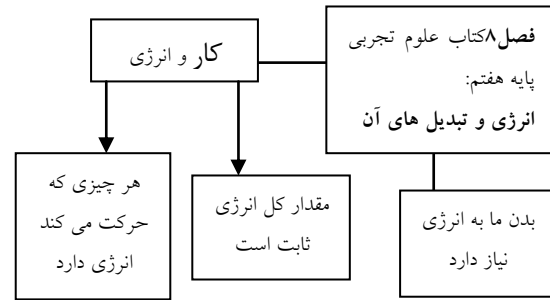 فصل۸کتاب علوم تجربی
پایه هفتم:
انرژی و تبدیل های آن
کار و انرژی
بدن ما به انرژی
نیاز دارد
مقدار کل انرژی
ثابت است
هر چیزی که
حرکت می کند
انرژی دارد